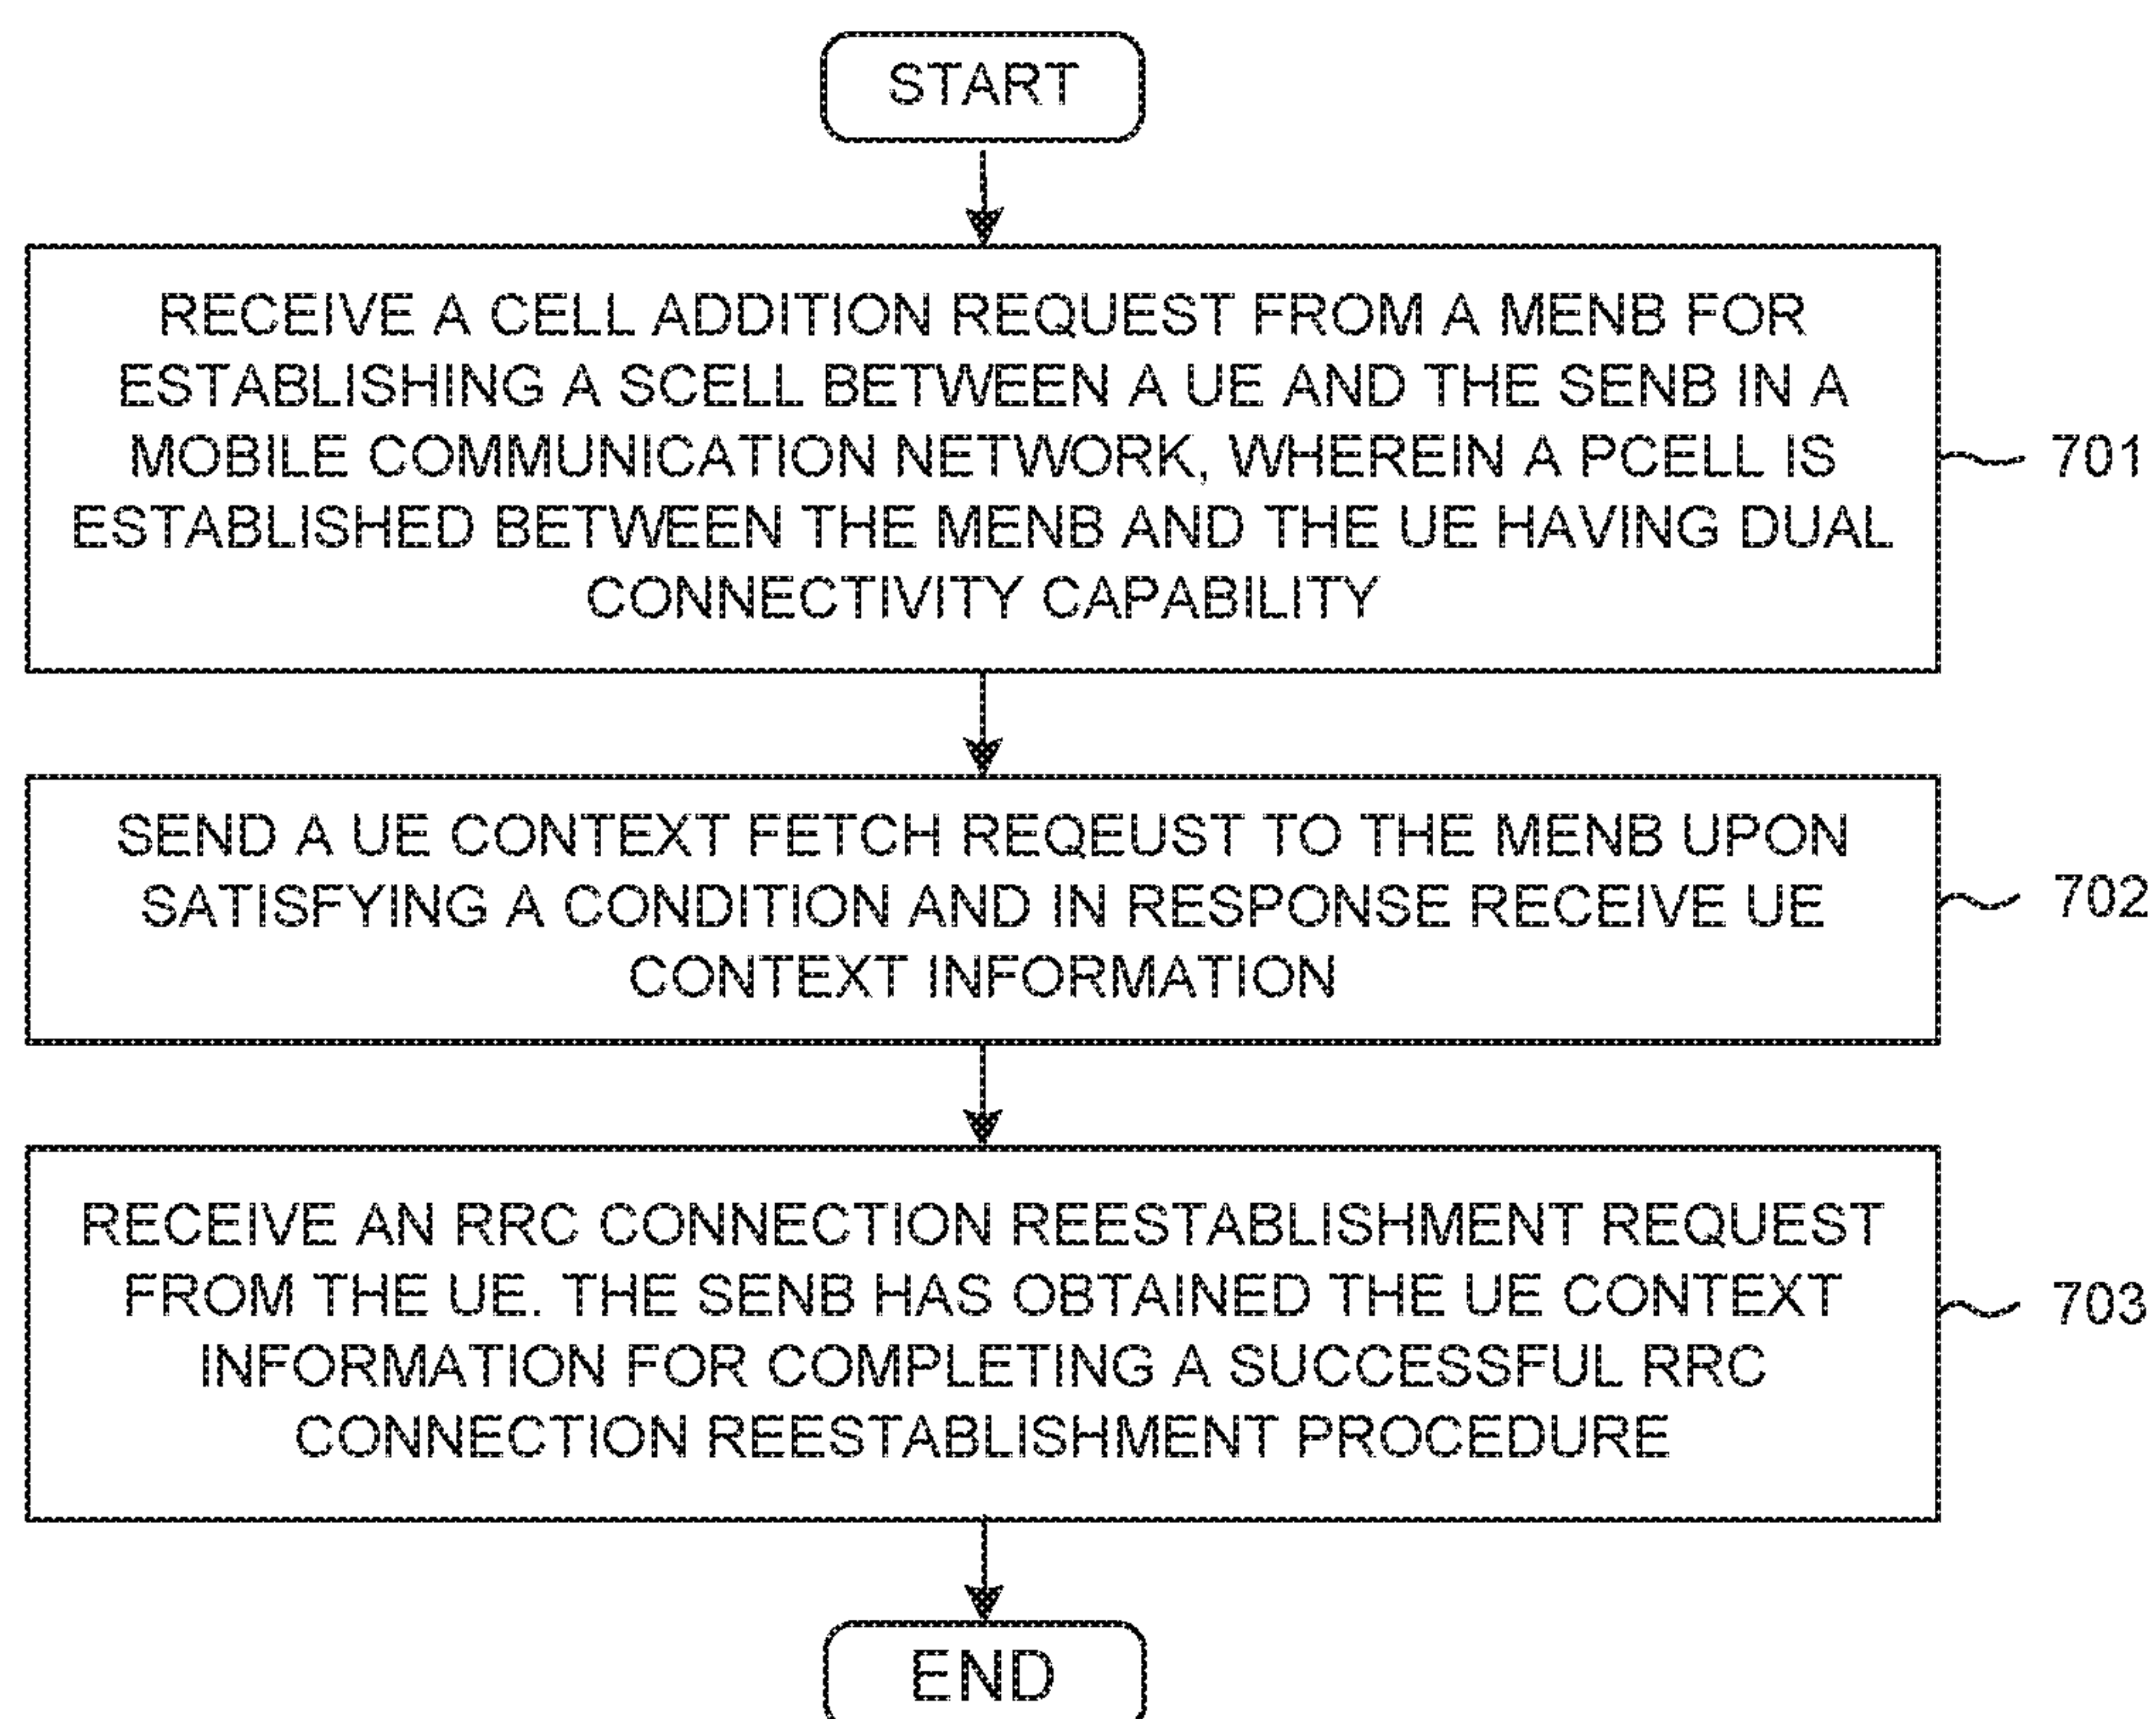 START
RECEIVE A CELL ADDITION REQUEST FROM A MENB FOR
ESTABLISHING A SCELL BETWEEN A UE AND THE SENB IN A
MOBILE COMMUNICATION NETWORK, WHEREIN A PCELL IS
ESTABLISHED BETWEEN THE MENB AND THE UE HAVING DUAL
CONNECTIVITY CAPABILITY
701
SEND A UE CONTEXT FETCH REQEUST TO THE MENB UPON
SATISFYING A CONDITION AND IN RESPONSE RECEIVE UE
CONTEXT INFORMATION
702
RECEIVE AN RRC CONNECTION REESTABLISHMENT REQUEST
FROM THE UE. THE SENB HAS OBTAINED THE UE CONTEXT
INFORMATION FOR COMPLETING A SUCCESSFUL RRC
CONNECTION REESTABLISHMENT PROCEDURE
703
END